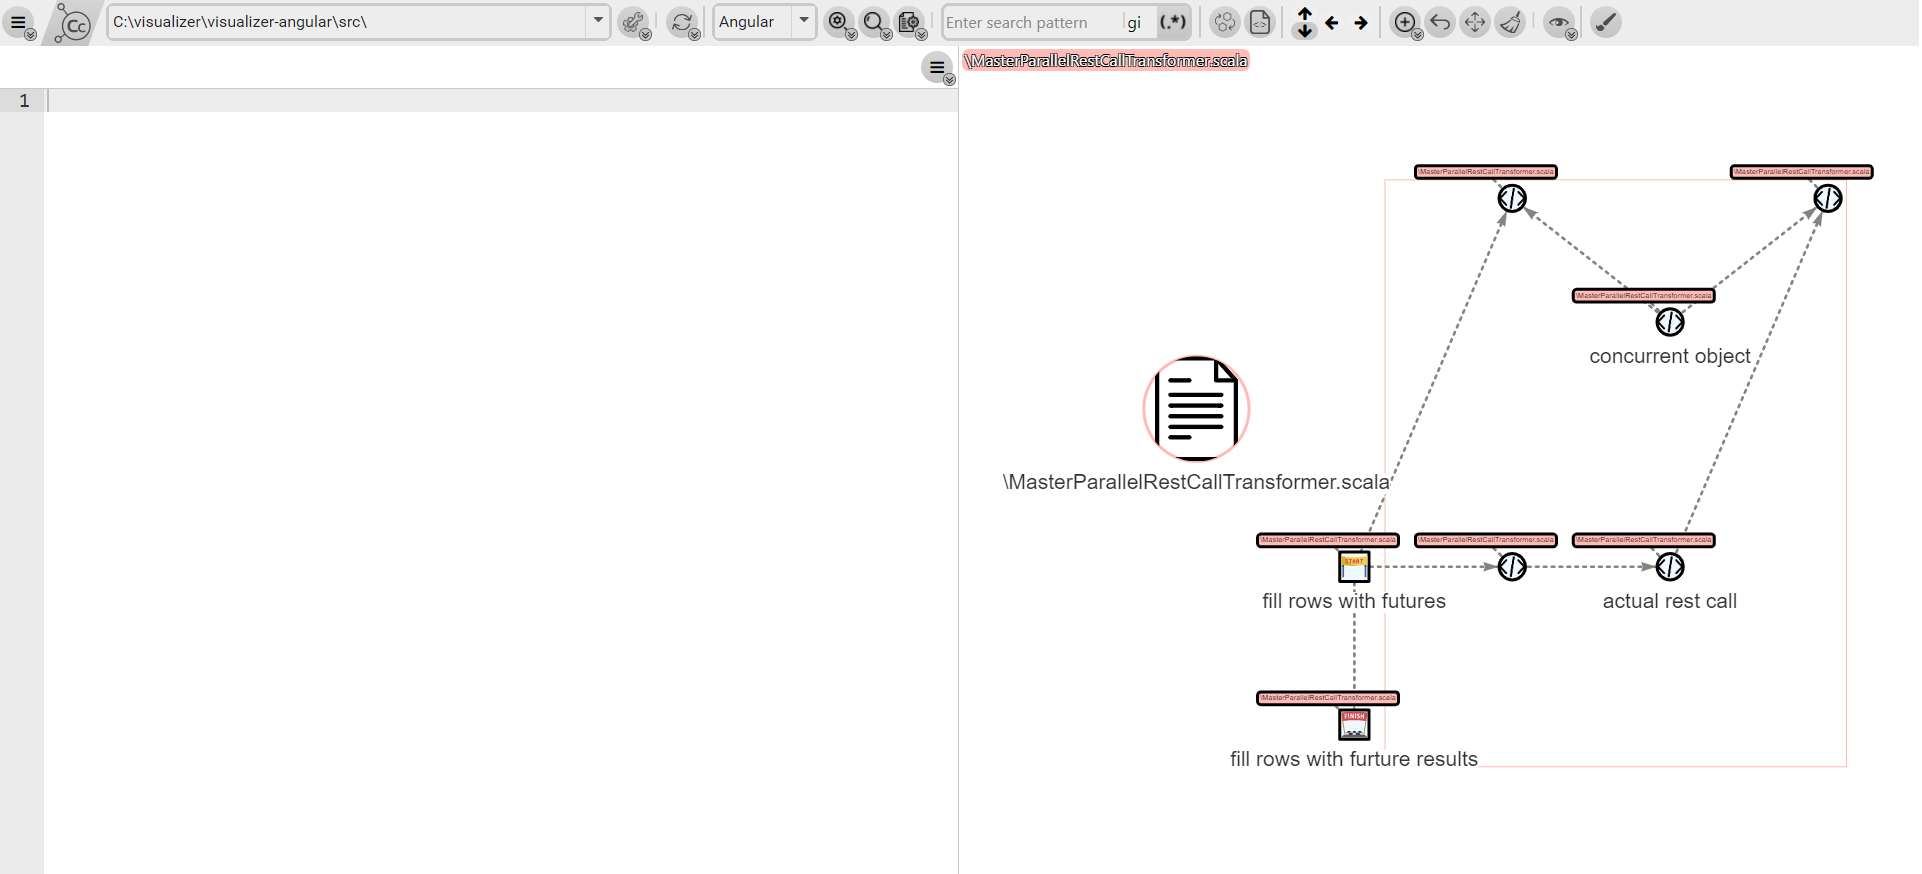 Cc C:\visualizer\visualizer-angular\src\ Angular Enter search pattern gi (.*)
\MasterParallelRestCallTransformer.scala
1
\MasterParallelRestCallTransformer.scala \MasterParallelRestCallTransformer.scala
\MasterParallelRestCallTransformer.scala
concurrent object
\MasterParallelRestCallTransformer.scala
\MasterParallelRestCallTransformer.scala \MasterParallelRestCallTransformer.scala \MasterParallelRestCallTransformer.scala
START
fill rows with futures actual rest call
\MasterParallelRestCallTransformer.scala
FINISH
fill rows with furture results